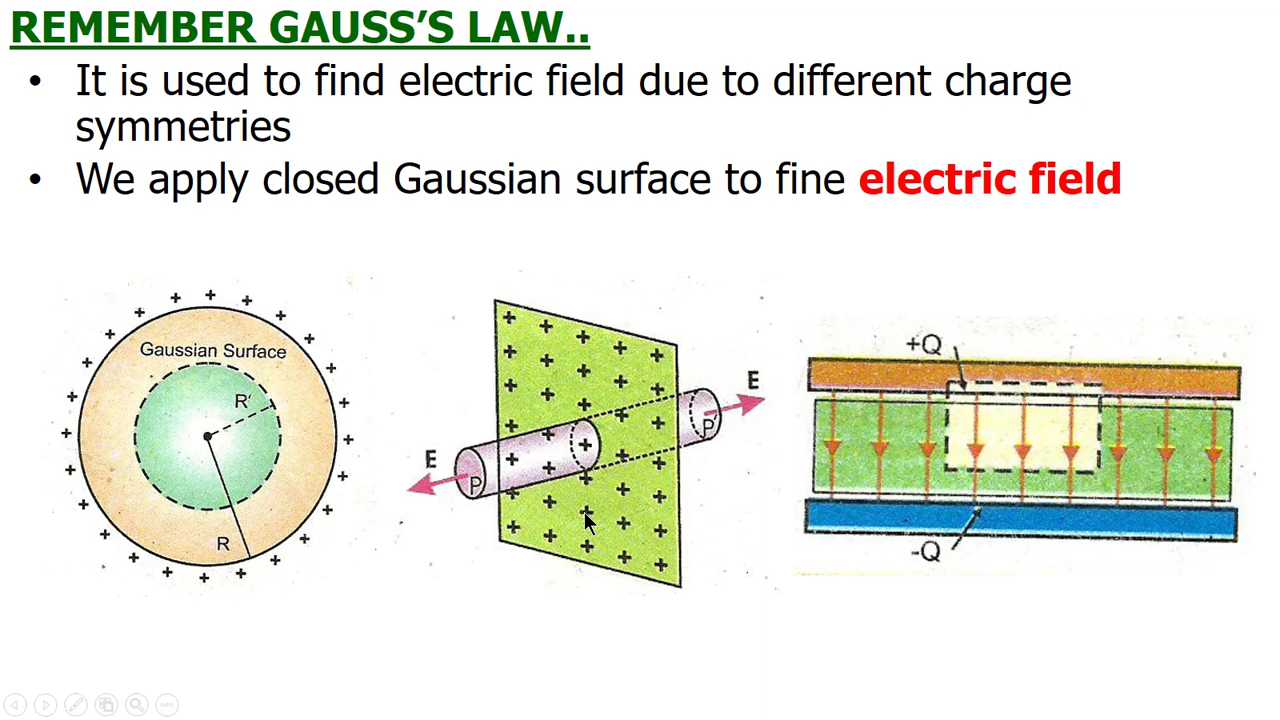 REMEMBER GAUSS’S LAW..
• It is used to find electric field due to different charge
symmetries
• We apply closed Gaussian surface to fine electric field
Gaussian Surface
R′
R
E
P
E
P
+Q
-Q